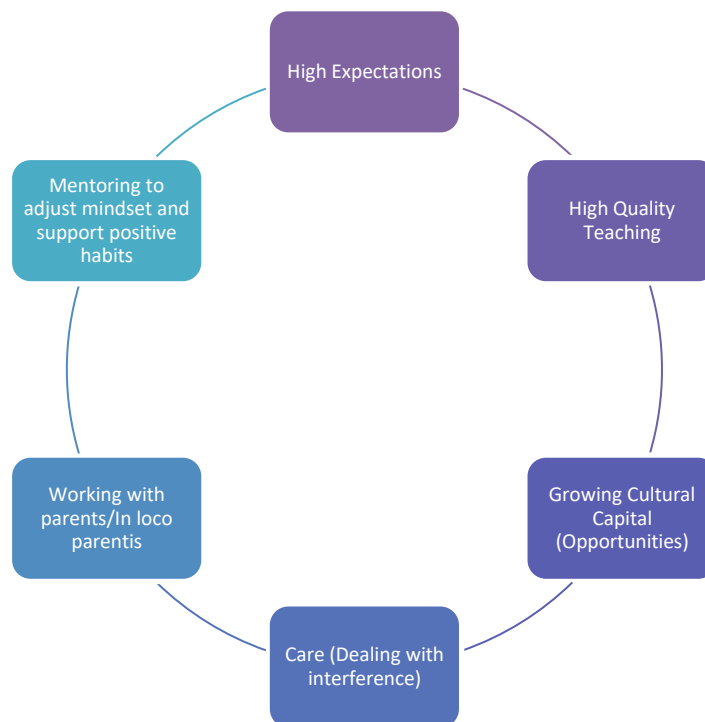 High Expectations
High Quality
Teaching
Growing Cultural
Capital
(Opportunities)
Care (Dealing with
interference)
Working with
parents/In loco
parentis
Mentoring to
adjust mindset and
support positive
habits